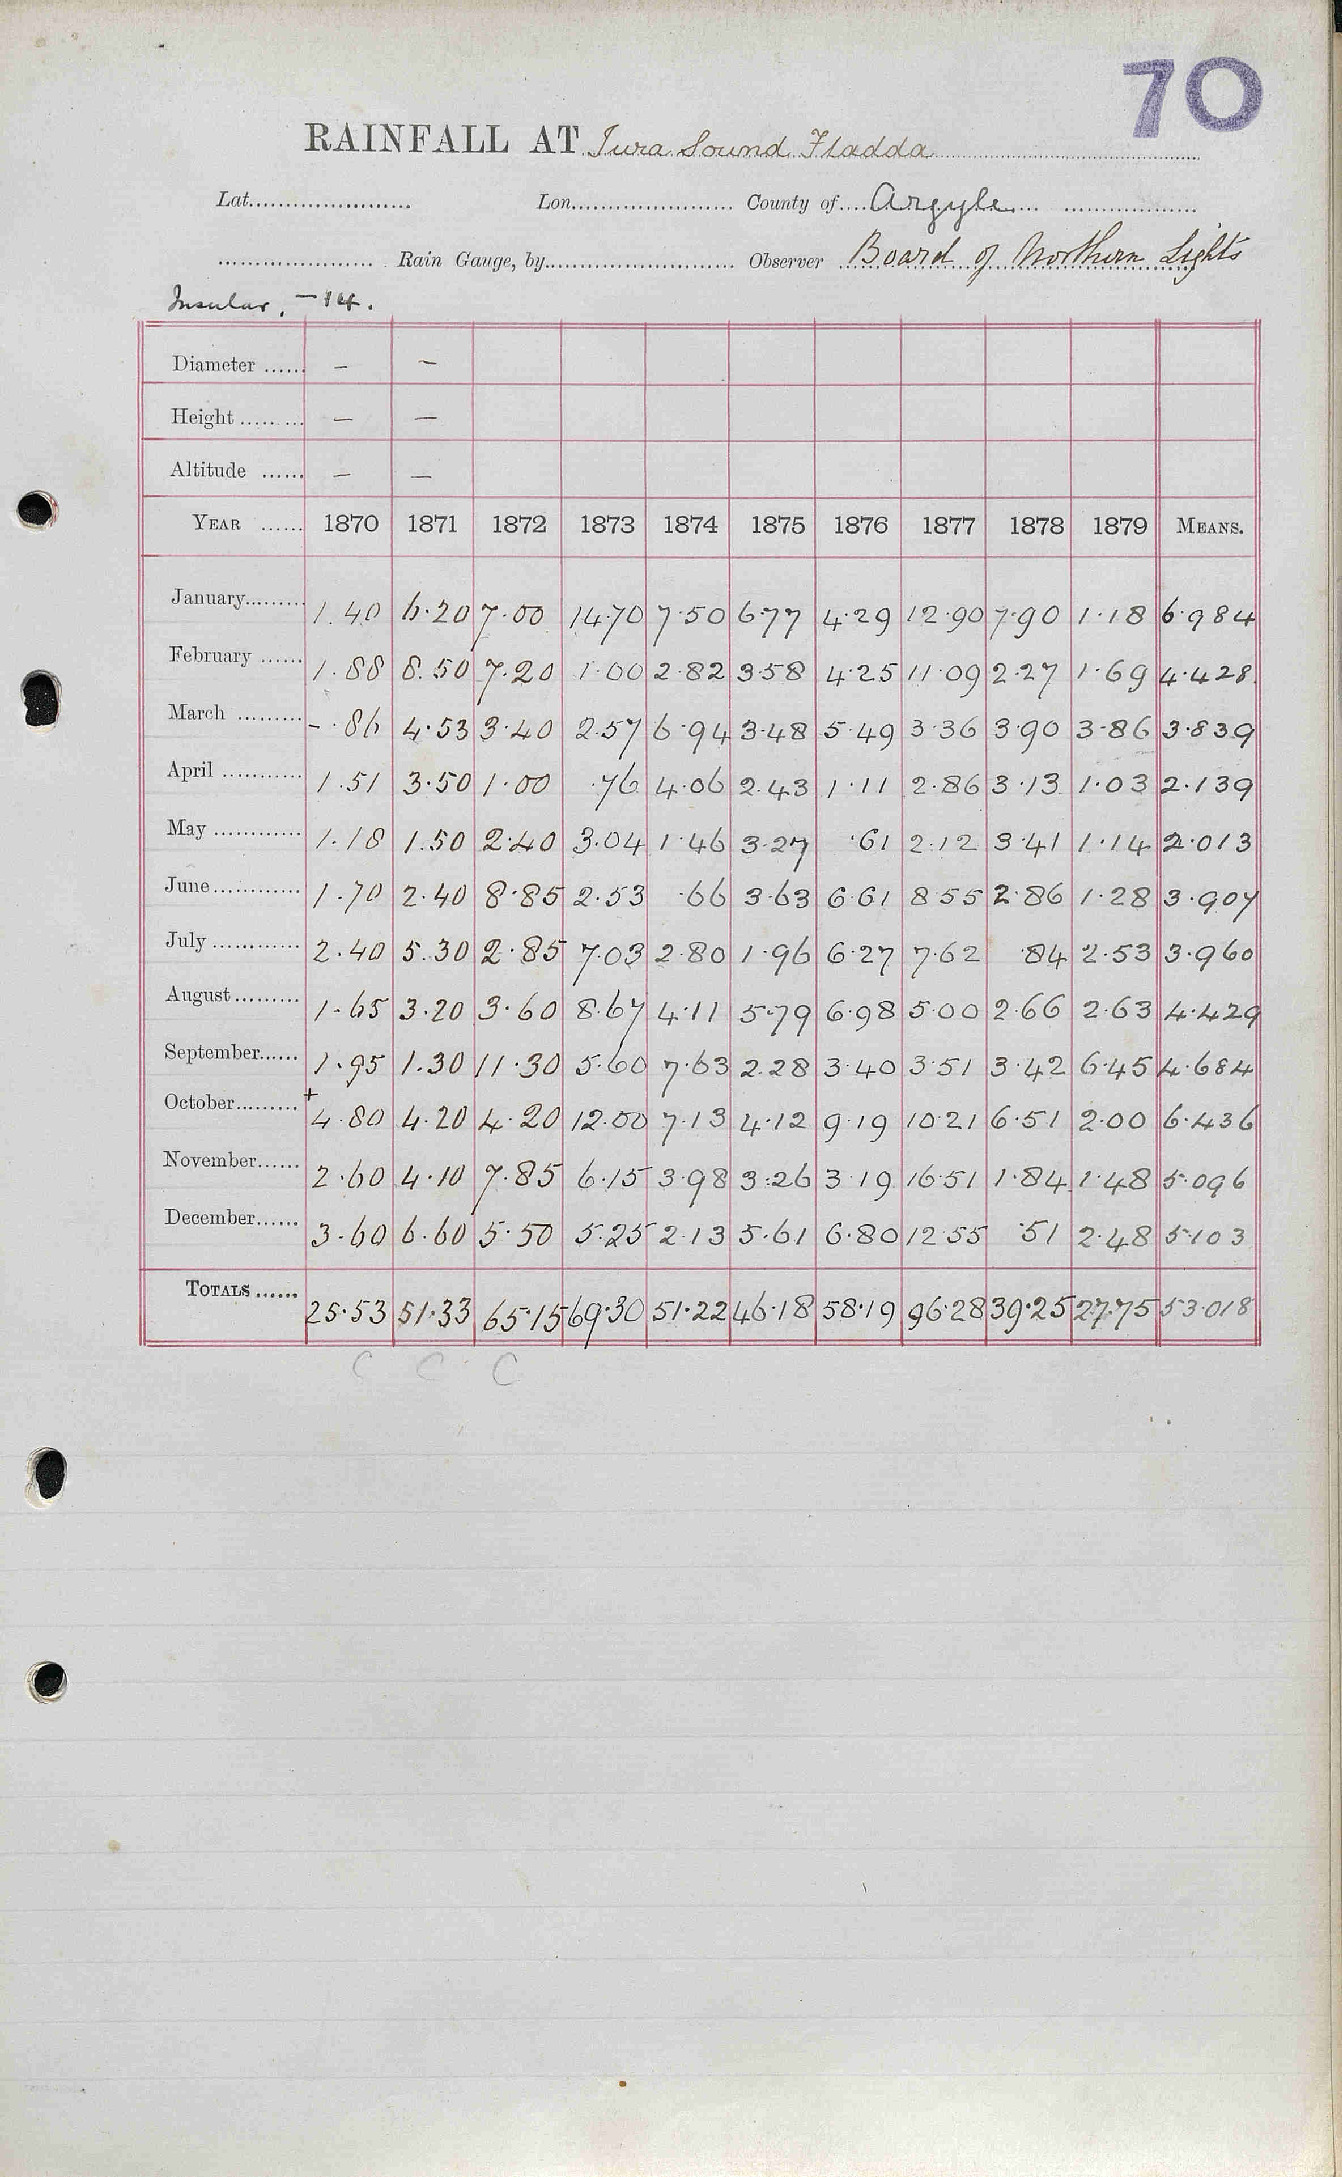 70
RAINFALL AT Jura Sound Fladda
Lat. Lon. County of Argyle
Rain Gauge, by Observer Board of Northern Lights
Insular, - 14.
Diameter — —
Height — —
Altitude — —
YEAR 1870 1871 1872 1873 1874 1875 1876 1877 1878 1879 MEANS.
January 1.40 6.20 7.00 14.70 7.50 6.77 4.29 12.90 7.90 1.18 6.984
February 1.88 8.50 7.20 1.00 2.82 3.58 4.25 11.09 2.27 1.69 4.428
March -.86 4.53 3.40 2.57 6.94 3.48 5.49 3.36 3.90 3.86 3.839
April 1.51 3.50 1.00 .76 4.06 2.43 1.11 2.86 3.13 1.03 2.139
May 1.18 1.50 2.40 3.04 1.46 3.27 .61 2.12 3.41 1.14 2.013
June 1.70 2.40 8.85 2.53 .66 3.63 6.61 8.55 2.86 1.28 3.907
July 2.40 5.30 2.85 7.03 2.80 1.96 6.27 7.62 .84 2.53 3.960
August 1.65 3.20 3.60 8.67 4.11 5.79 6.98 5.00 2.66 2.63 4.429
September 1.95 1.30 11.30 5.60 7.63 2.28 3.40 3.51 3.42 6.45 4.684
October +4.80 4.20 4.20 12.00 7.13 4.12 9.19 10.21 6.51 2.00 6.436
November 2.60 4.10 7.85 6.15 3.98 3.26 3.19 16.51 1.84 1.48 5.096
December 3.60 6.60 5.50 5.25 2.13 5.61 6.80 12.55 .51 2.48 5.103
TOTALS 25.53 51.33 65.15 69.30 51.22 46.18 58.19 96.28 39.25 27.75 53.018
C C C